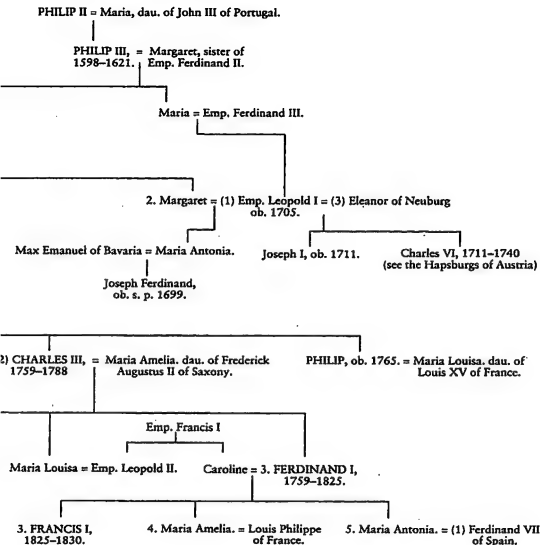 PHILIP II = Maria, dau. of John III of Portugal.
PHILIP III, = Margaret, sister of
1598–1621. Emp. Ferdinand II.
Maria = Emp. Ferdinand III.
2. Margaret = (1) Emp. Leopold I = (3) Eleanor of Neuburg
ob. 1705.
Max Emanuel of Bavaria = Maria Antonia.
Joseph I, ob. 1711.
Charles VI, 1711–1740
(see the Hapsburgs of Austria)
Joseph Ferdinand,
ob. s. p. 1699.
2) CHARLES III, = Maria Amelia. dau. of Frederick
1759–1788 Augustus II of Saxony.
PHILIP, ob. 1765. = Maria Louisa. dau. of
Louis XV of France.
Emp. Francis I
Maria Louisa = Emp. Leopold II.
Caroline = 3. FERDINAND I,
1759–1825.
3. FRANCIS I,
1825–1830.
4. Maria Amelia. = Louis Philippe
of France.
5. Maria Antonia. = (1) Ferdinand VII
of Spain.